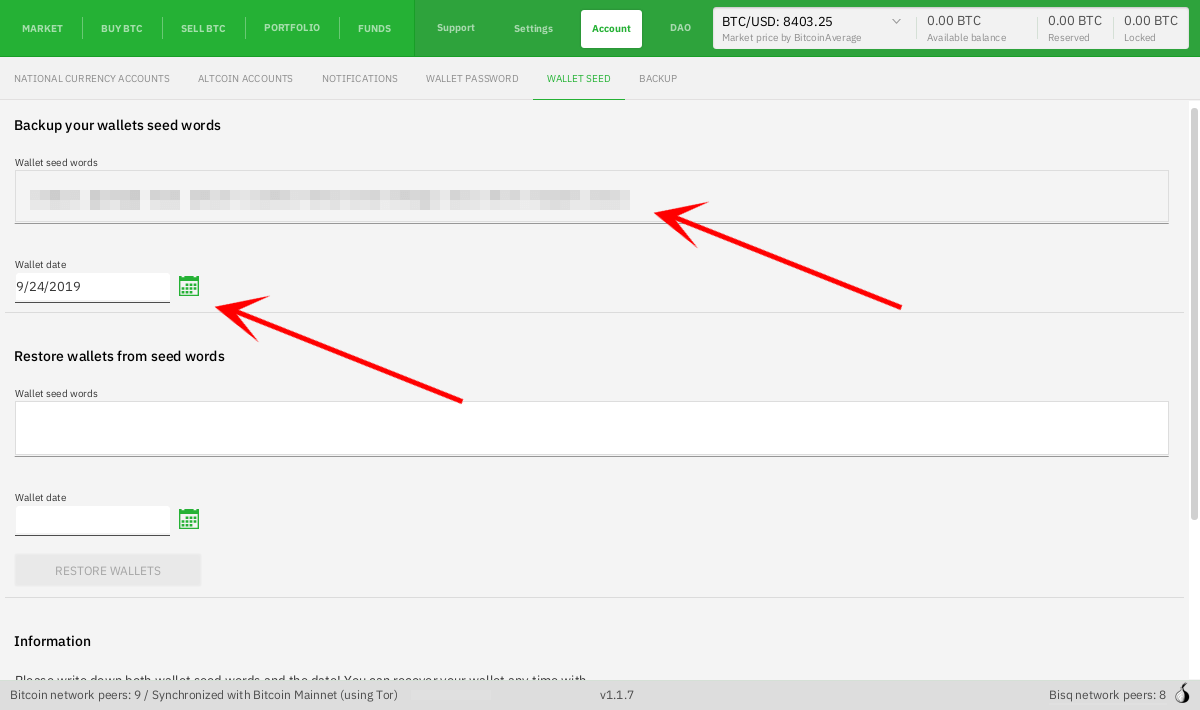 MARKET BUY BTC SELL BTC PORTFOLIO FUNDS Support Settings Account DAO
BTC/USD: 8403.25 0.00 BTC 0.00 BTC 0.00 BTC
Market price by BitcoinAverage Available balance Reserved Locked
NATIONAL CURRENCY ACCOUNTS ALTCOIN ACCOUNTS NOTIFICATIONS WALLET PASSWORD WALLET SEED BACKUP
Backup your wallets seed words
Wallet seed words
Wallet date
9/24/2019
Restore wallets from seed words
Wallet seed words
Wallet date
RESTORE WALLETS
Information
Please write down both wallet seed words and the date! You can recover your wallet any time with
Bitcoin network peers: 9 / Synchronized with Bitcoin Mainnet (using Tor) v1.1.7 Bisq network peers: 8